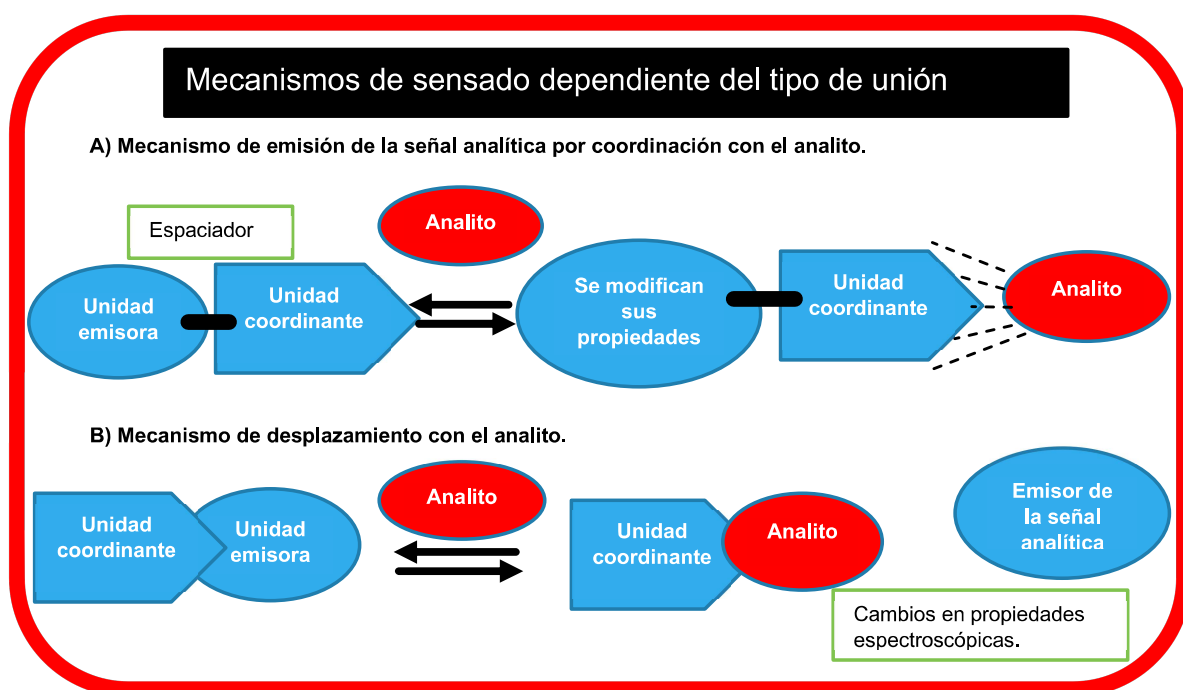 Mecanismos de sensado dependiente del tipo de unión
A) Mecanismo de emisión de la señal analítica por coordinación con el analito.
Espaciador
Analito
Unidad
emisora
Unidad
coordinante
Se modifican
sus
propiedades
Unidad
coordinante
Analito
B) Mecanismo de desplazamiento con el analito.
Unidad
coordinante
Unidad
emisora
Analito
Unidad
coordinante
Analito
Emisor de
la señal
analítica
Cambios en propiedades
espectroscópicas.